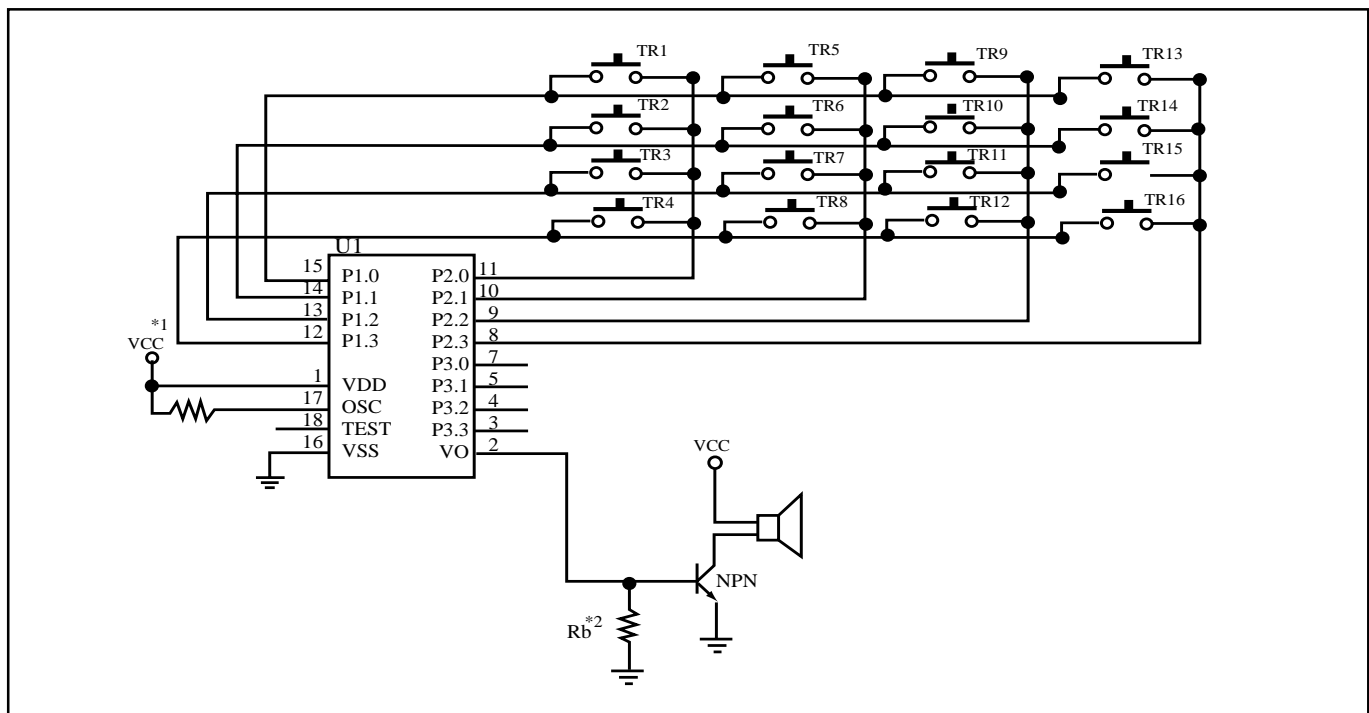 TR1 TR5 TR9 TR13
TR2 TR6 TR10 TR14
TR3 TR7 TR11 TR15
TR4 TR8 TR12 TR16
U1
15 P1.0 P2.0 11
14 P1.1 P2.1 10
13 P1.2 P2.2 9
12 P1.3 P2.3 8
*1
VCC
P3.0 7
1 VDD P3.1 5
17 OSC P3.2 4
18 TEST P3.3 3
16 VSS VO 2
VCC
NPN
Rb*2